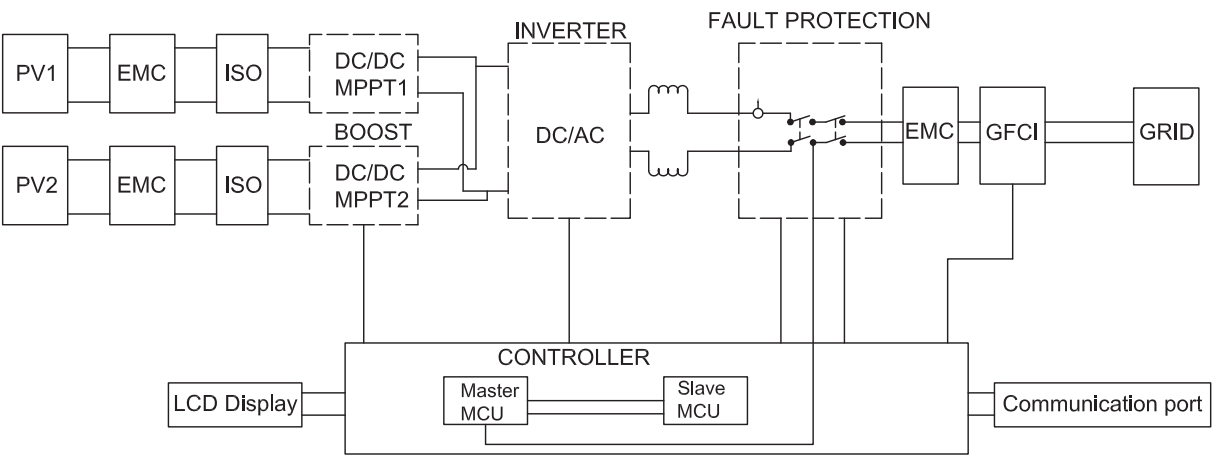 FAULT PROTECTION
INVERTER
PV1
EMC
ISO
DC/DC
MPPT1
BOOST
DC/AC
EMC
GFCI
GRID
PV2
EMC
ISO
DC/DC
MPPT2
CONTROLLER
LCD Display
Master
MCU
Slave
MCU
Communication port